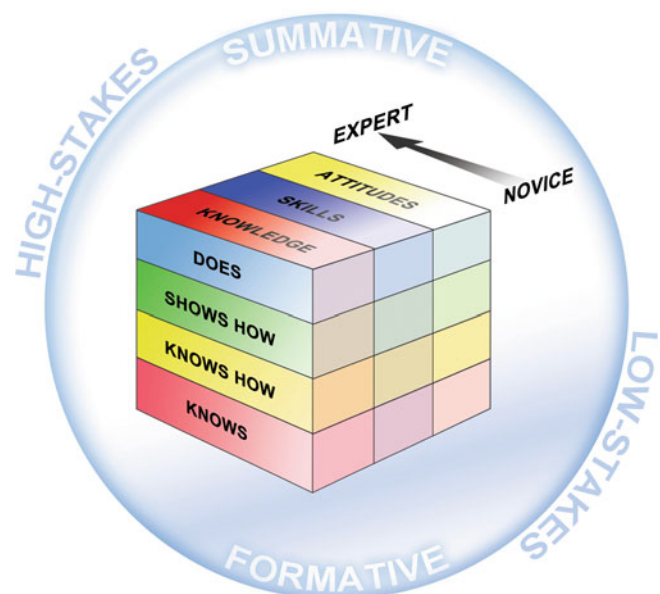 SUMMATIVE
HIGH-STAKES
EXPERT
NOVICE
ATTITUDES
SKILLS
KNOWLEDGE
DOES
SHOWS HOW
KNOWS HOW
KNOWS
LOW-STAKES
FORMATIVE